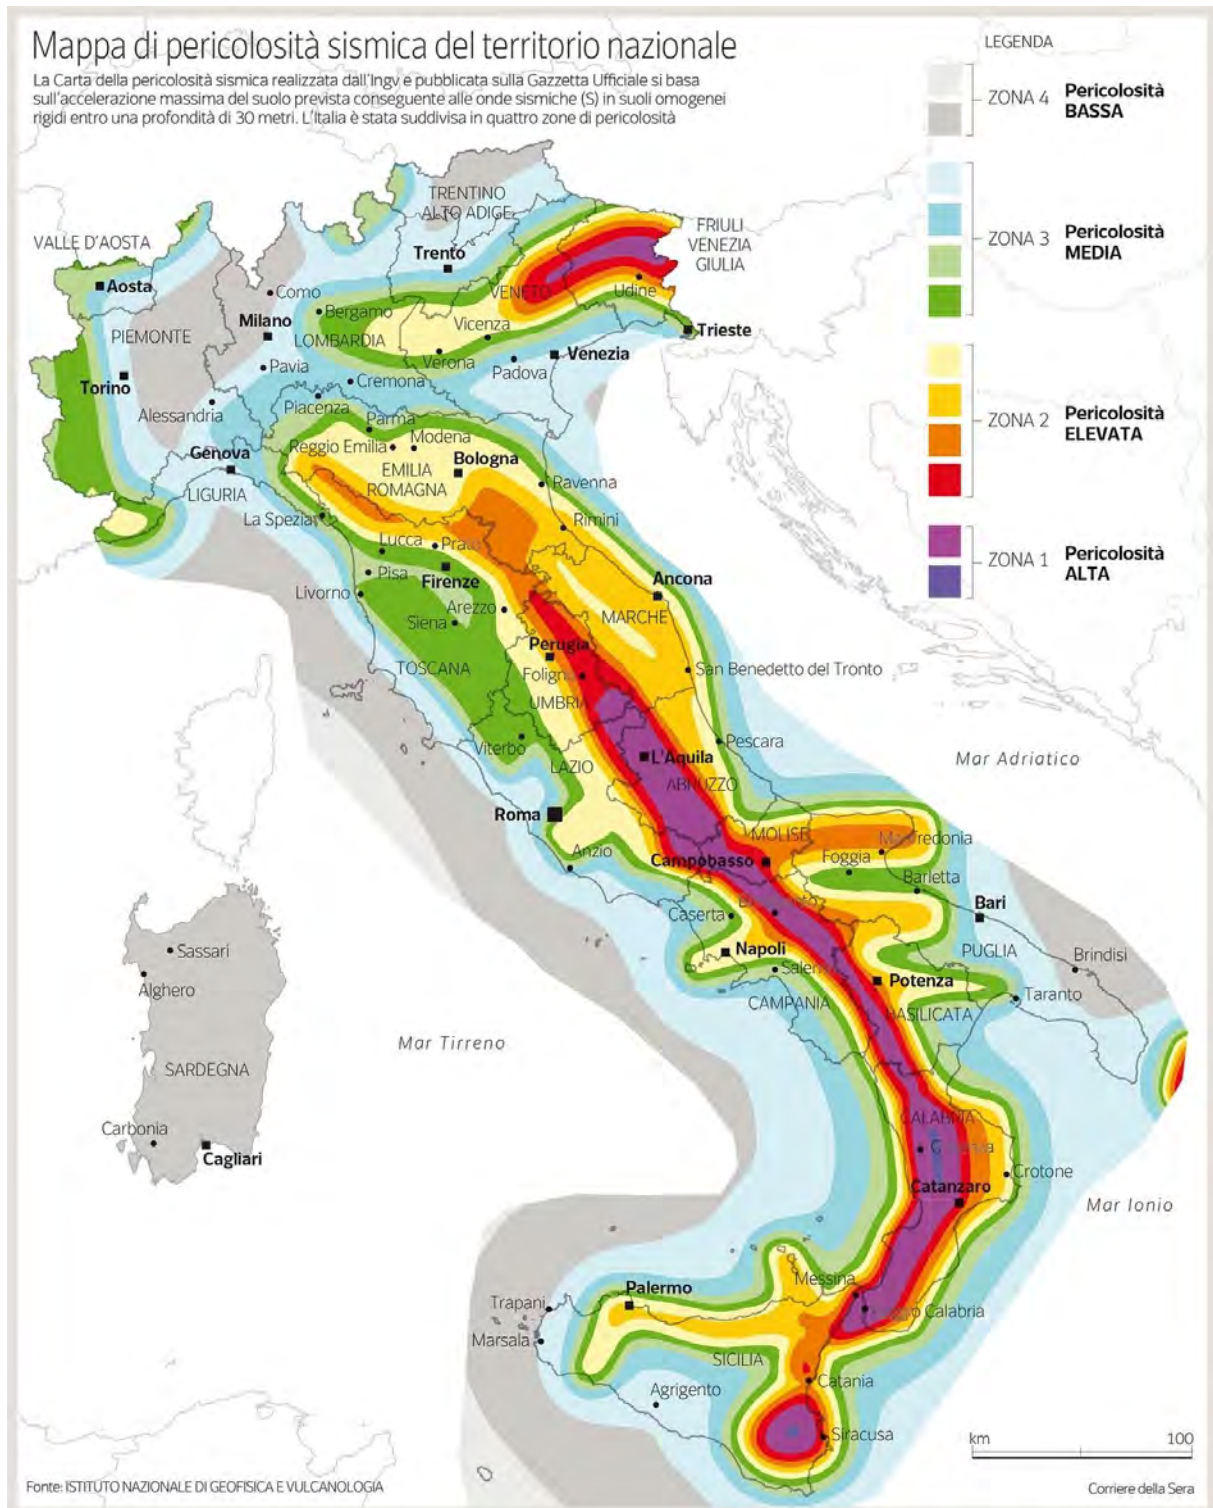 Mappa di pericolosità sismica del territorio nazionale
La Carta della pericolosità sismica realizzata dall'Ingv e pubblicata sulla Gazzetta Ufficiale si basa
sull'accelerazione massima del suolo prevista conseguente alle onde sismiche (S) in suoli omogenei
rigidi entro una profondità di 30 metri. L'Italia è stata suddivisa in quattro zone di pericolosità
LEGENDA
ZONA 4
Pericolosità
BASSA
ZONA 3
Pericolosità
MEDIA
ZONA 2
Pericolosità
ELEVATA
ZONA 1
Pericolosità
ALTA
TRENTINO
ALTO ADIGE
FRIULI
VENEZIA
GIULIA
VALLE D'AOSTA
Trento
Aosta
Como
VENETO
Udine
Bergamo
Milano
Vicenza
Trieste
PIEMONTE
LOMBARDIA
Venezia
Verona
Pavia
Padova
Torino
Cremona
Alessandria
Piacenza
Parma
Modena
Reggio Emilia
Genova
Bologna
EMILIA
ROMAGNA
Ravenna
LIGURIA
La Spezia
Rimini
Lucca
Prato
Pisa
Firenze
Ancona
Livorno
Arezzo
MARCHE
Siena
Perugia
TOSCANA
San Benedetto del Tronto
Foligno
UMBRIA
Viterbo
Pescara
L'Aquila
Mar Adriatico
LAZIO
ABRUZZO
Roma
MOLISE
Manfredonia
Anzio
Campobasso
Foggia
Barletta
Caserta
Bari
Napoli
PUGLIA
Brindisi
Sassari
Salerno
Potenza
Alghero
Taranto
CAMPANIA
BASILICATA
Mar Tirreno
SARDEGNA
CALABRIA
Carbonia
Cagliari
Crotone
Catanzaro
Mar Ionio
Messina
Palermo
Trapani
Calabria
Marsala
SICILIA
Catania
Agrigento
Siracusa
km
100
Fonte: ISTITUTO NAZIONALE DI GEOFISICA E VULCANOLOGIA
Corriere della Sera